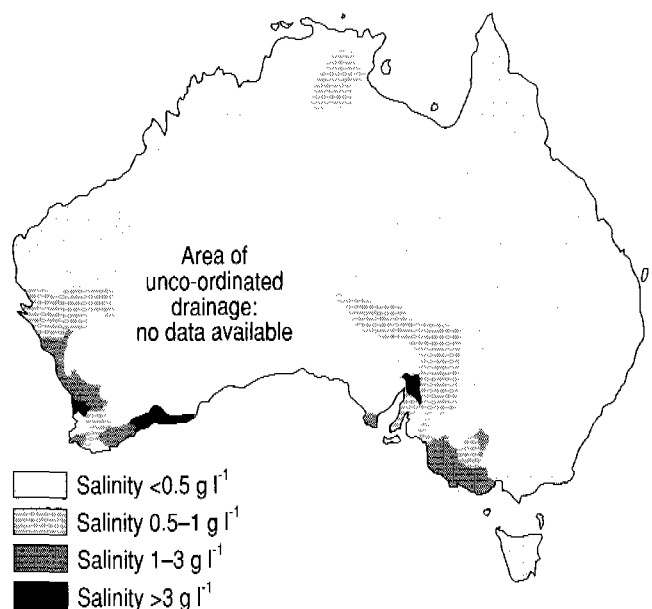 Area of
unco-ordinated
drainage:
no data available
Salinity <0.5 g l⁻¹
Salinity 0.5–1 g l⁻¹
Salinity 1–3 g l⁻¹
Salinity >3 g l⁻¹